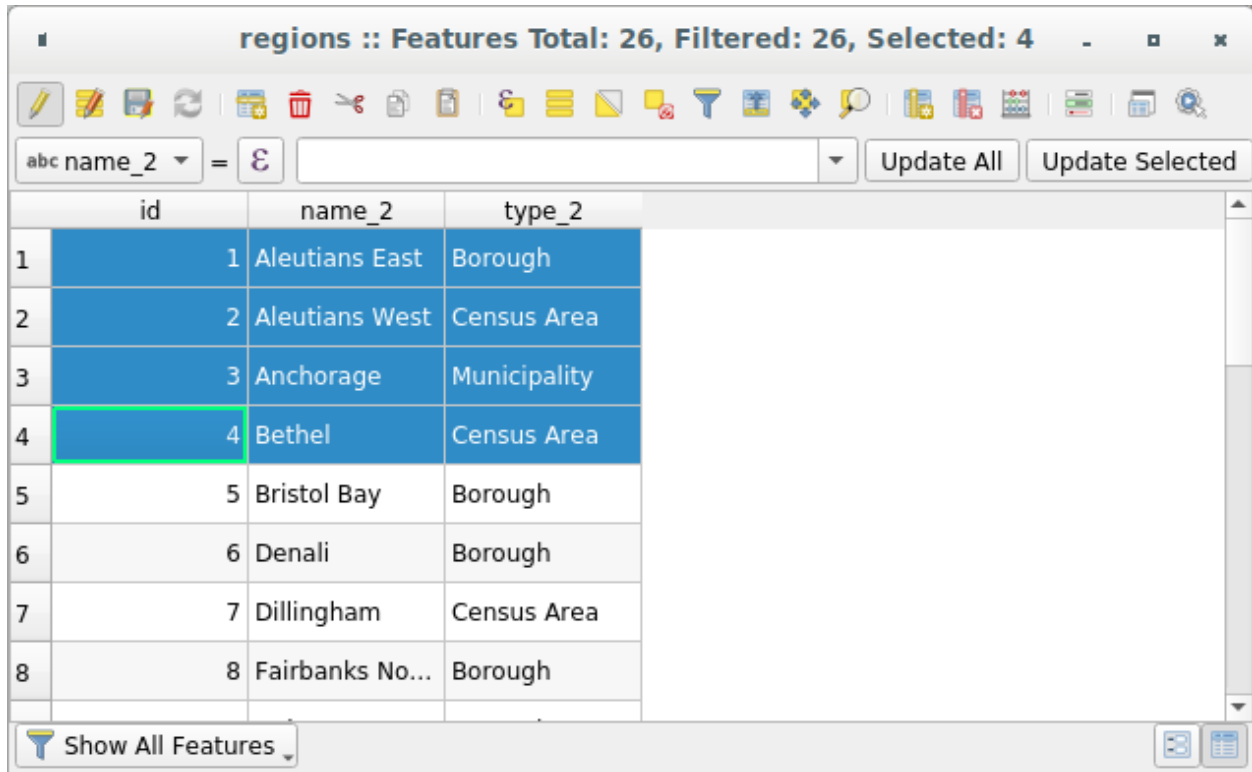 regions :: Features Total: 26, Filtered: 26, Selected: 4
abc name_2 = ε Update All Update Selected
id name_2 type_2
1 1 Aleutians East Borough
2 2 Aleutians West Census Area
3 3 Anchorage Municipality
4 4 Bethel Census Area
5 5 Bristol Bay Borough
6 6 Denali Borough
7 7 Dillingham Census Area
8 8 Fairbanks No... Borough
Show All Features